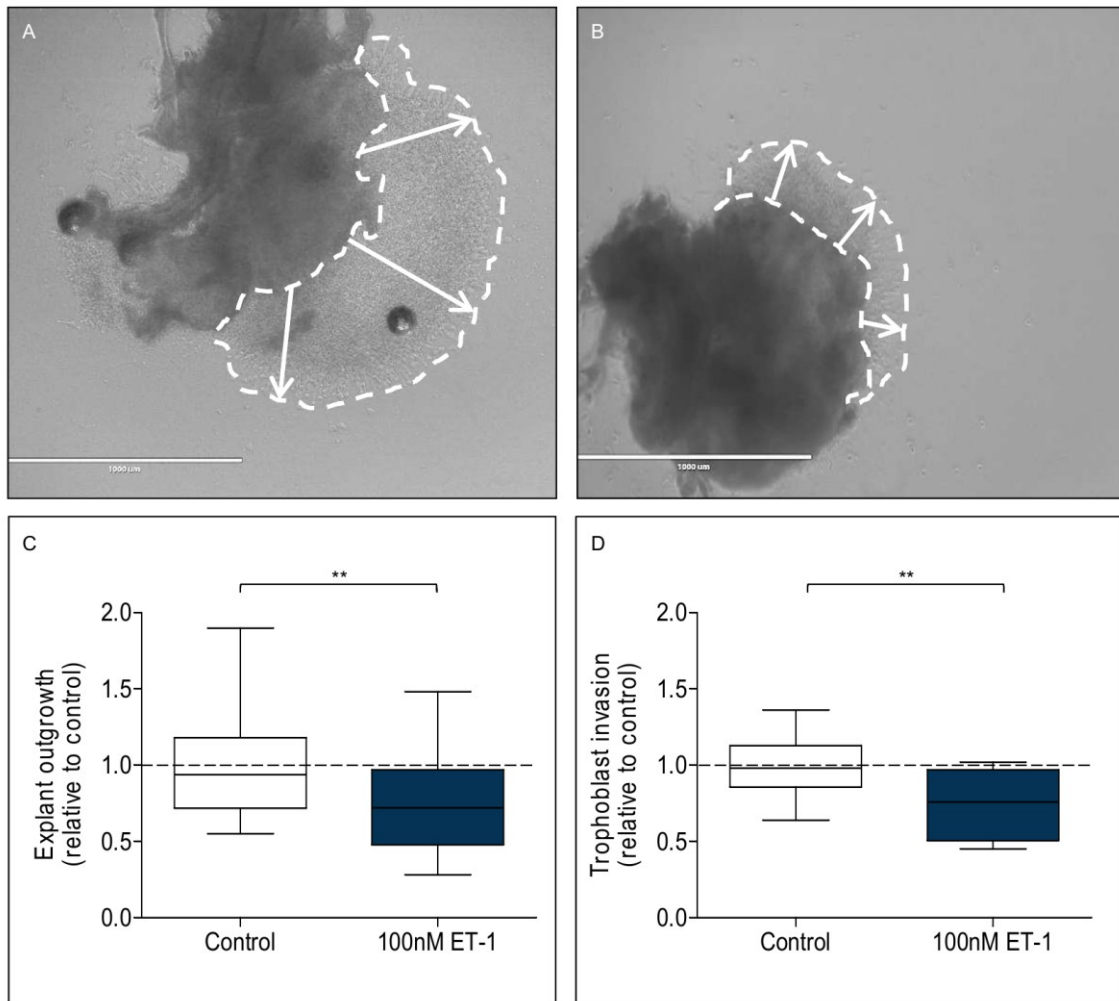 A
1000 um
B
1000 um
C
**
2.0
1.5
1.0
0.5
0.0
Explant outgrowth
(relative to control)
Control
100nM ET-1
D
**
2.0
1.5
1.0
0.5
0.0
Trophoblast invasion
(relative to control)
Control
100nM ET-1